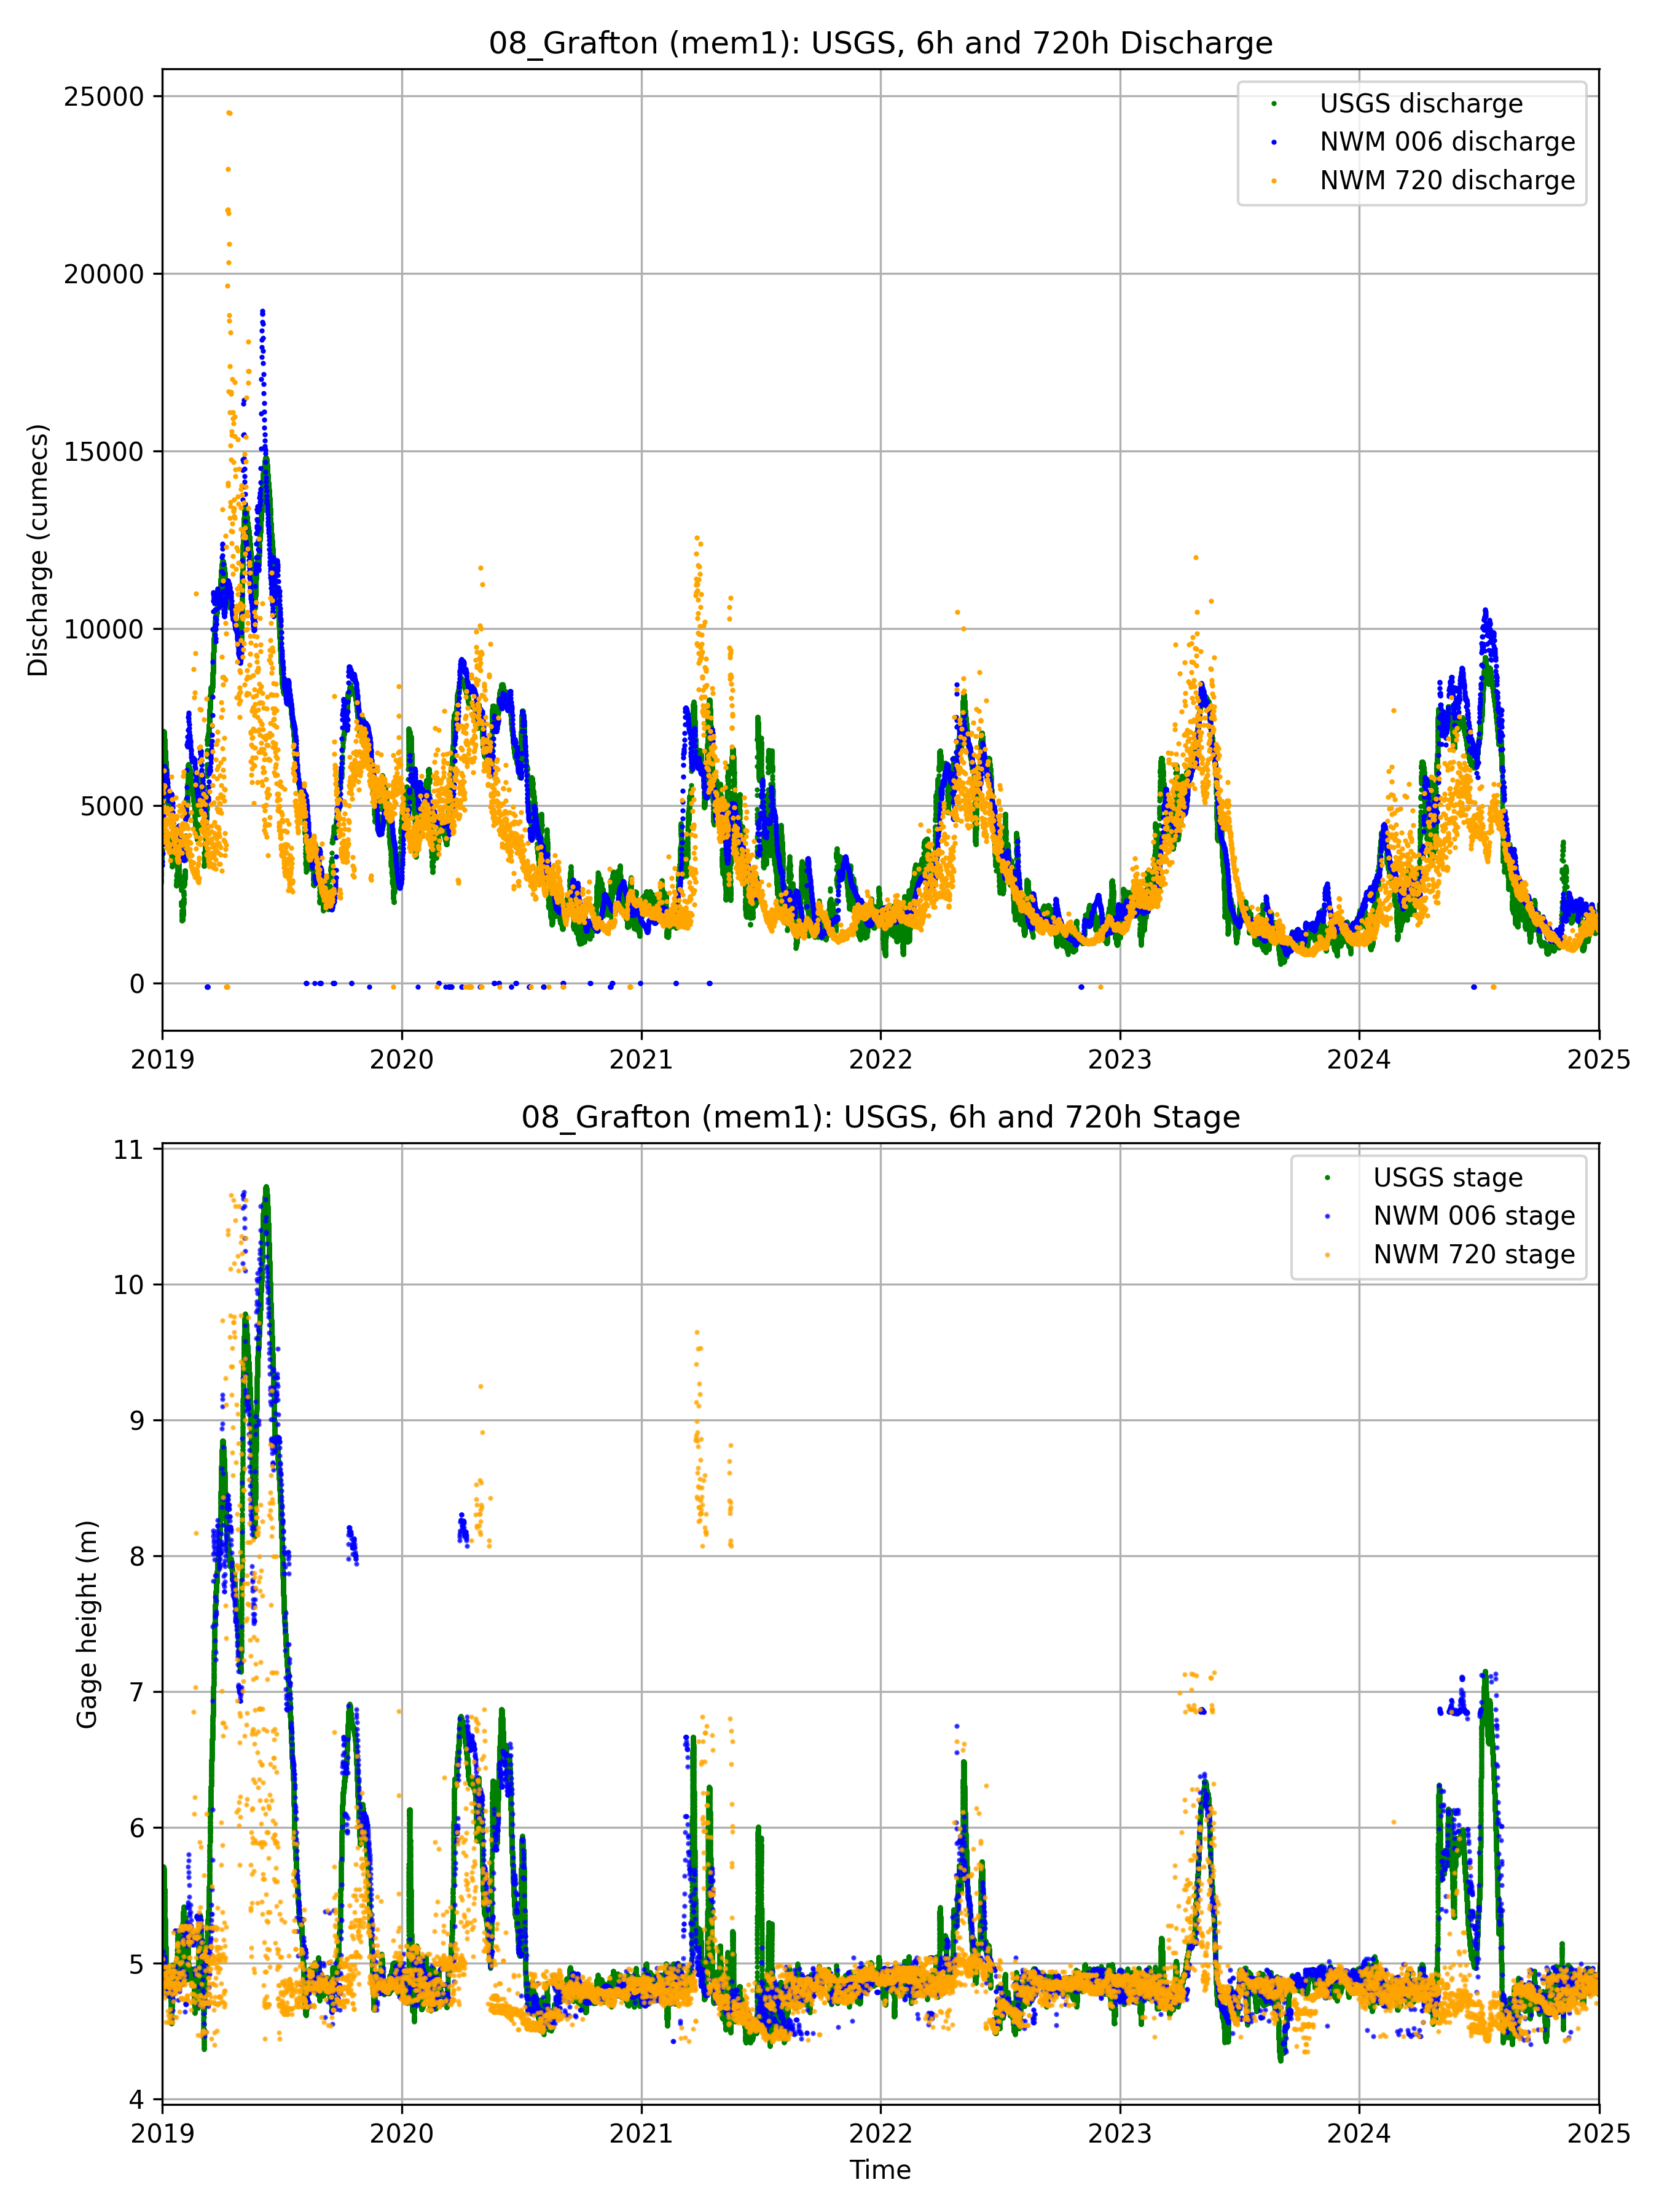 08_Grafton (mem1): USGS, 6h and 720h Discharge
25000
20000
15000
10000
5000
0
Discharge (cumecs)
USGS discharge
NWM 006 discharge
NWM 720 discharge
2019 2020 2021 2022 2023 2024 2025
08_Grafton (mem1): USGS, 6h and 720h Stage
11
10
9
8
7
6
5
4
Gage height (m)
USGS stage
NWM 006 stage
NWM 720 stage
2019 2020 2021 2022 2023 2024 2025
Time